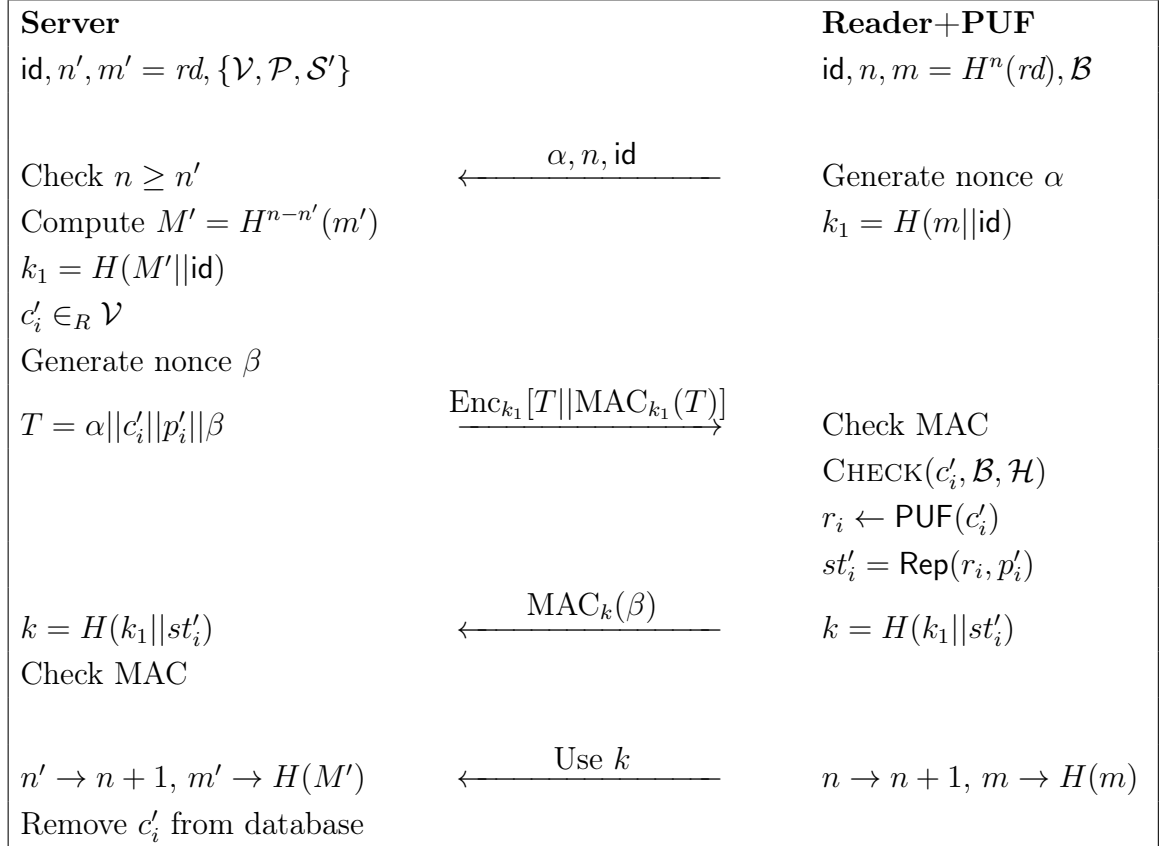 Server Reader+PUF
id, n′, m′ = rd, {𝒱, 𝒫, 𝒮′} id, n, m = Hⁿ(rd), ℬ
α, n, id
Check n ≥ n′ Generate nonce α
Compute M′ = Hⁿ⁻ⁿ′(m′) k₁ = H(m||id)
k₁ = H(M′||id)
c′ᵢ ∈_R 𝒱
Generate nonce β
Enc_{k₁}[T||MAC_{k₁}(T)]
T = α||c′ᵢ||p′ᵢ||β Check MAC
CHECK(c′ᵢ, ℬ, ℋ)
rᵢ ← PUF(c′ᵢ)
st′ᵢ = Rep(rᵢ, p′ᵢ)
MAC_k(β)
k = H(k₁||st′ᵢ) k = H(k₁||st′ᵢ)
Check MAC
Use k
n′ → n + 1, m′ → H(M′) n → n + 1, m → H(m)
Remove c′ᵢ from database